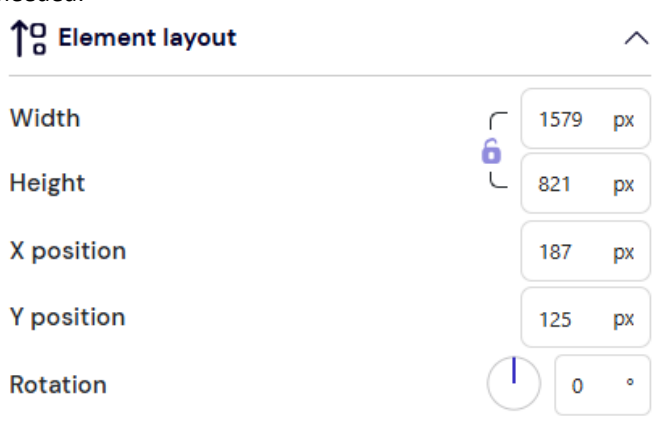 Element layout
Width 1579 px
Height 821 px
X position 187 px
Y position 125 px
Rotation 0 °